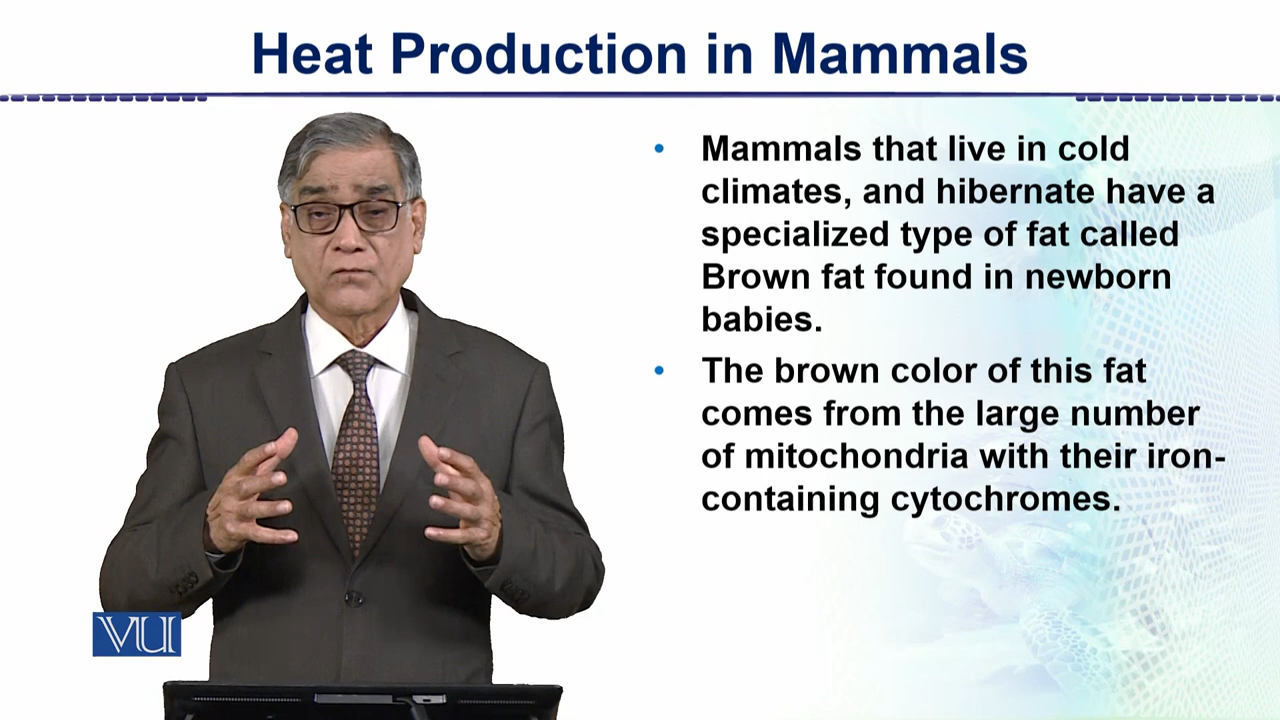 Heat Production in Mammals
• Mammals that live in cold
climates, and hibernate have a
specialized type of fat called
Brown fat found in newborn
babies.
• The brown color of this fat
comes from the large number
of mitochondria with their iron-
containing cytochromes.
VU